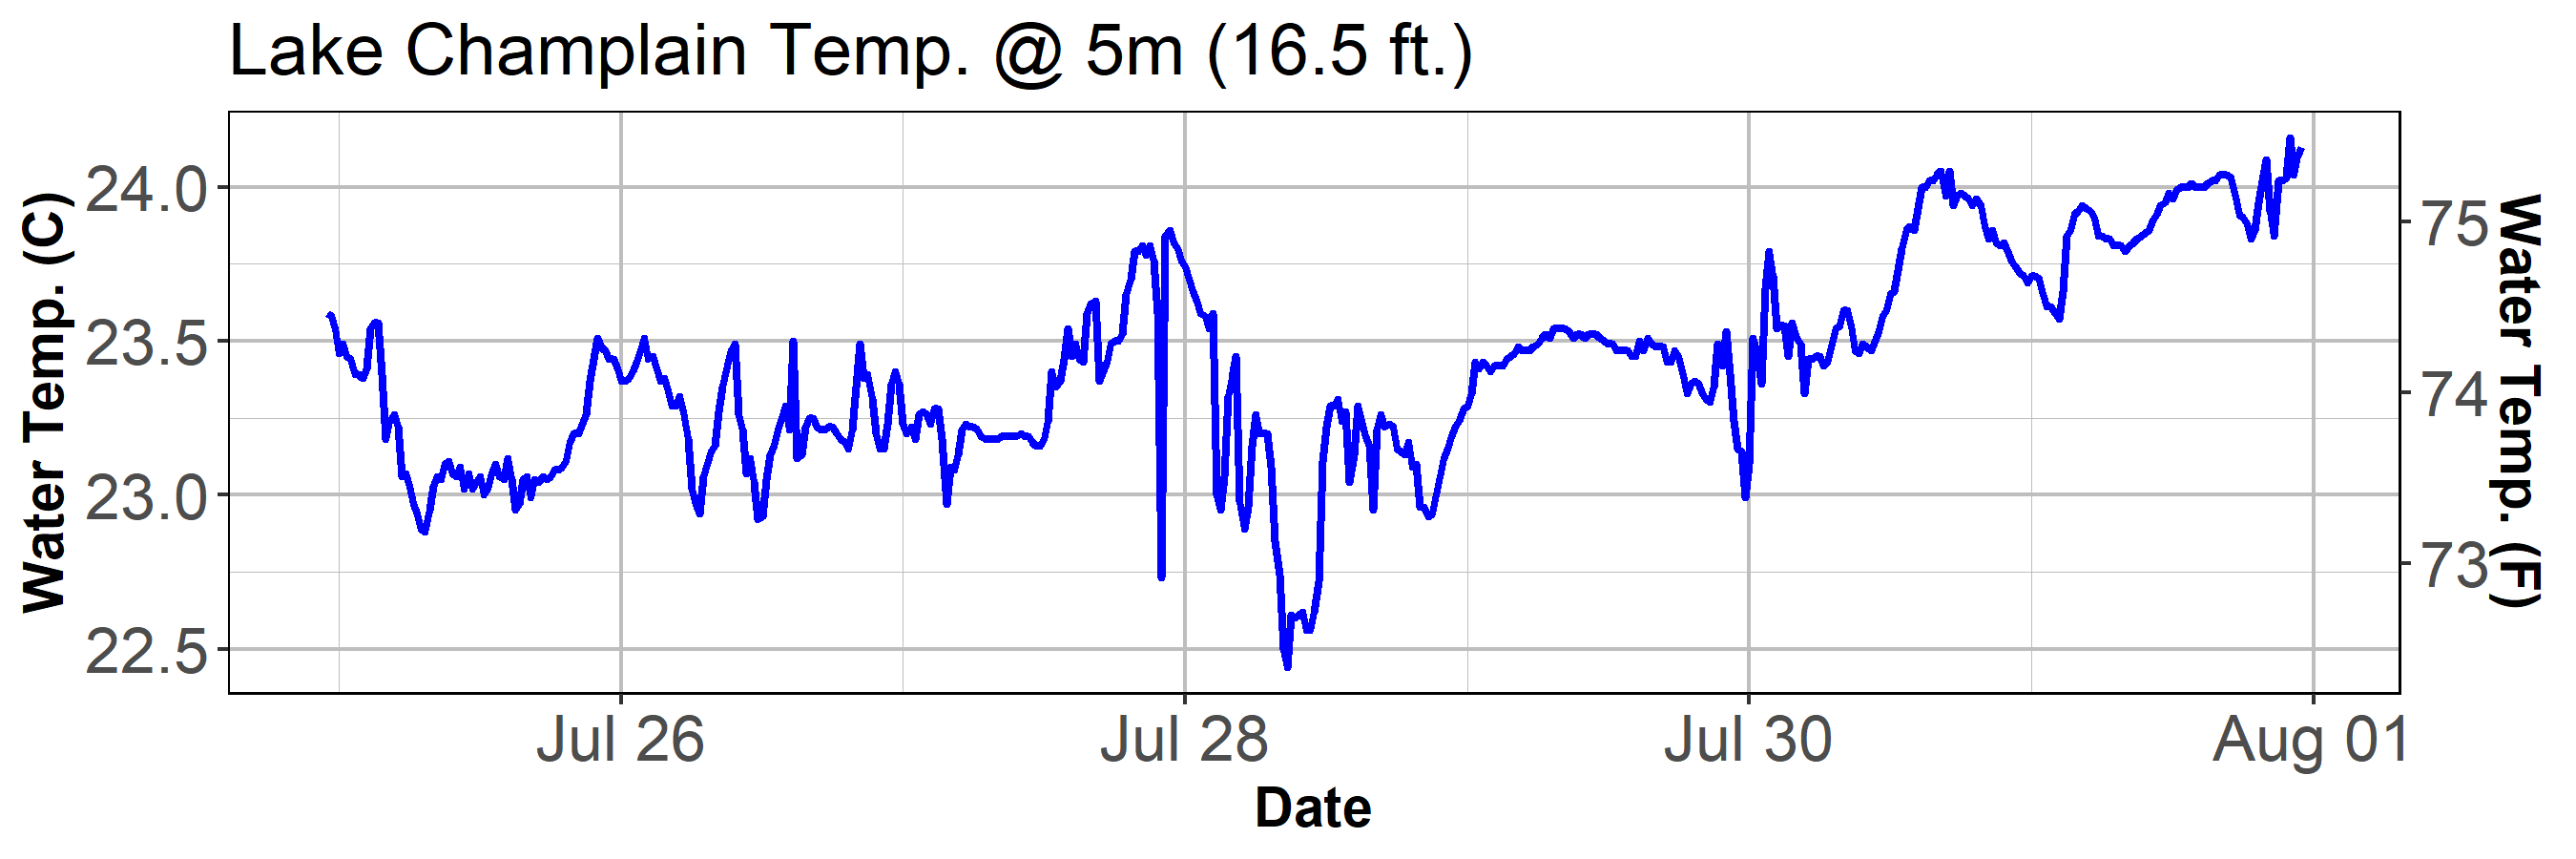 Lake Champlain Temp. @ 5m (16.5 ft.)
Water Temp. (C)
24.0
23.5
23.0
22.5
75
74
73
Water Temp. (F)
Jul 26 Jul 28 Jul 30 Aug 01
Date